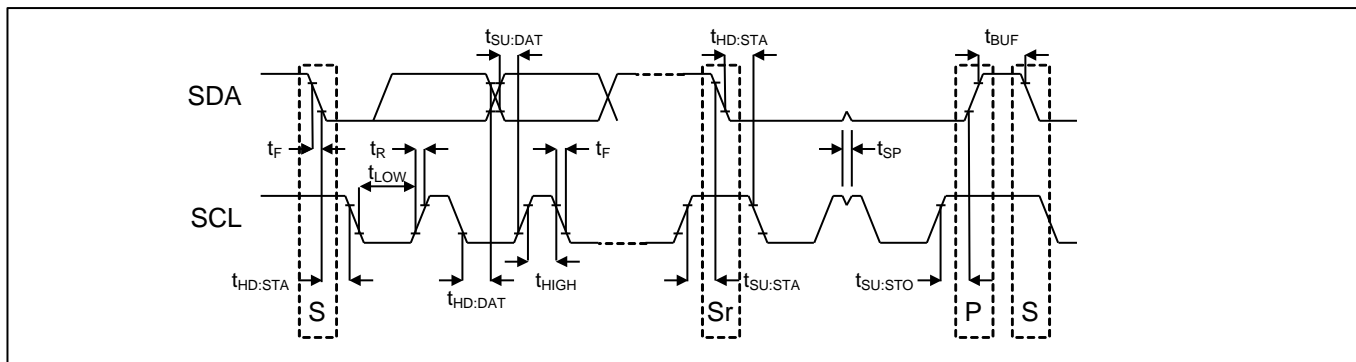 tSU:DAT tHD:STA tBUF
SDA
tF tR tF tSP
tLOW
SCL
tHD:STA tHD:DAT tHIGH tSU:STA tSU:STO
S Sr P S